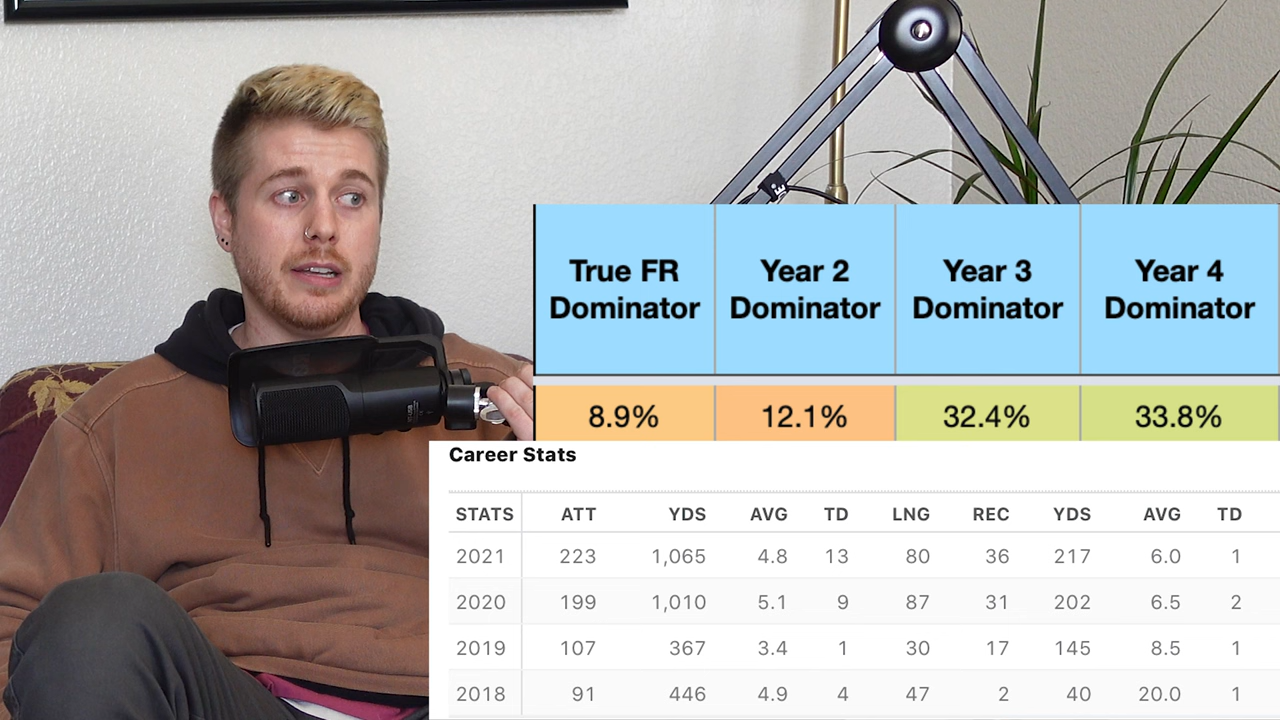 True FR Dominator Year 2 Dominator Year 3 Dominator Year 4 Dominator
8.9% 12.1% 32.4% 33.8%
Career Stats
STATS ATT YDS AVG TD LNG REC YDS AVG TD
2021 223 1,065 4.8 13 80 36 217 6.0 1
2020 199 1,010 5.1 9 87 31 202 6.5 2
2019 107 367 3.4 1 30 17 145 8.5 1
2018 91 446 4.9 4 47 2 40 20.0 1